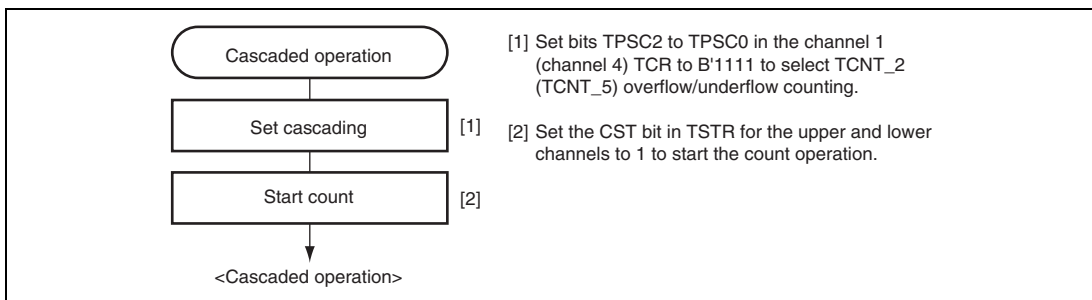 Cascaded operation
Set cascading
[1]
Start count
[2]
<Cascaded operation>
[1] Set bits TPSC2 to TPSC0 in the channel 1
(channel 4) TCR to B'1111 to select TCNT_2
(TCNT_5) overflow/underflow counting.
[2] Set the CST bit in TSTR for the upper and lower
channels to 1 to start the count operation.